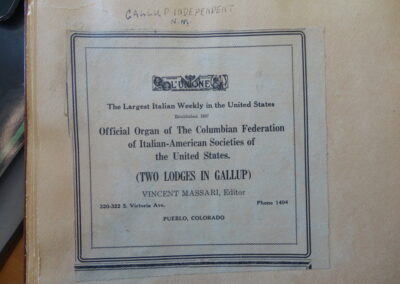 GALLUP INDEPENDENT
N.M.
L'UNIONE
The Largest Italian Weekly in the United States
Established 1897
Official Organ of The Columbian Federation
of Italian-American Societies of
the United States.
(TWO LODGES IN GALLUP)
VINCENT MASSARI, Editor
320-322 S. Victoria Ave. Phone 1404
PUEBLO, COLORADO